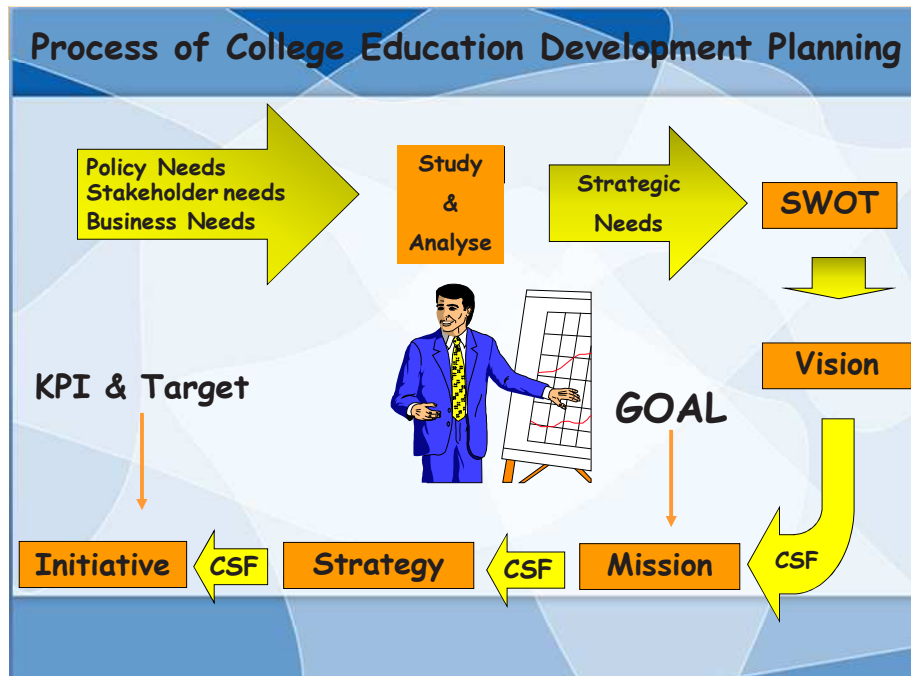 Process of College Education Development Planning
Policy Needs
Stakeholder needs
Business Needs
Study
&
Analyse
Strategic
Needs
SWOT
Vision
KPI & Target
GOAL
Initiative
CSF
Strategy
CSF
Mission
CSF